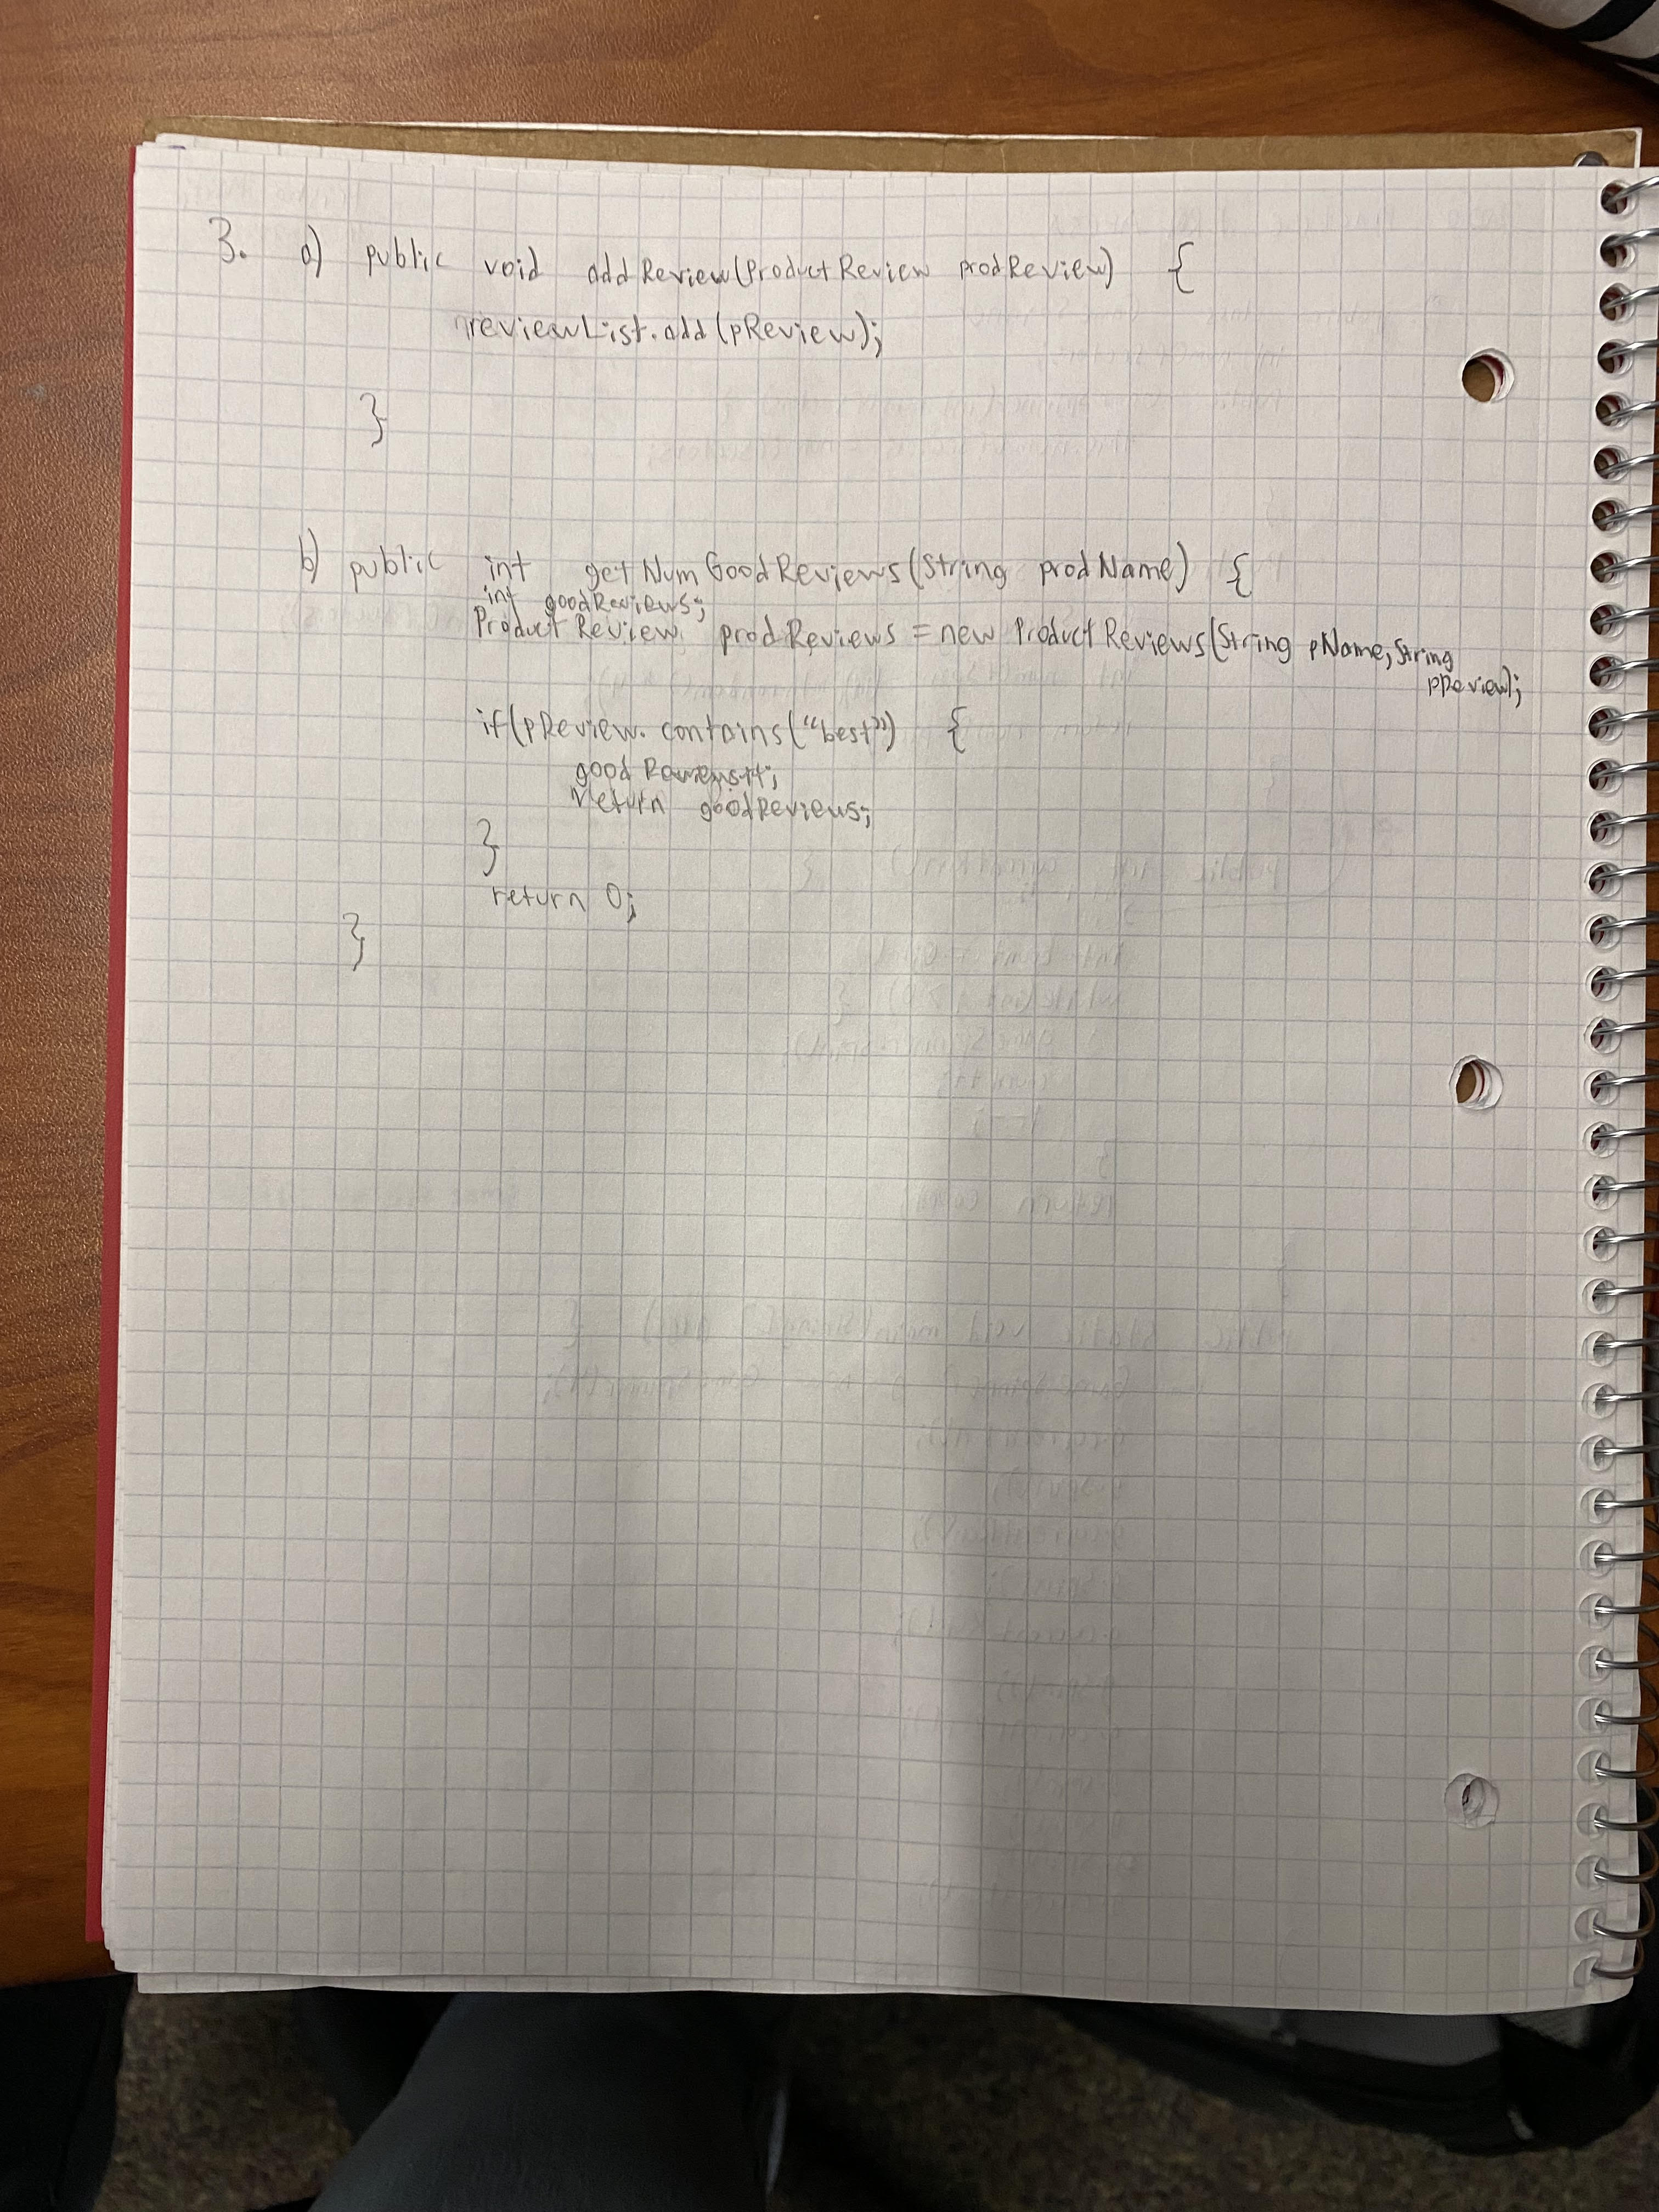 3. a) public void addReview(ProductReview prodReview) {
reviewList.add(pReview);
}
b) public int getNumGoodReviews(String prodName) {
int goodReviews;
ProductReview prodReviews = new ProductReviews(String pName, String
pReview);
if(pReview.contains("best") {
goodReviews++;
return goodReviews;
}
return 0;
}